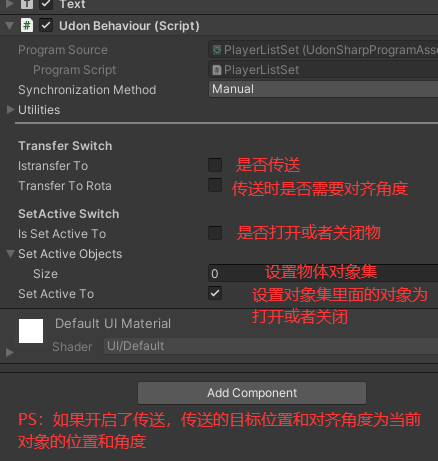 Text
Udon Behaviour (Script)
Program Source PlayerListSet (UdonSharpProgramAsse
Program Script PlayerListSet
Synchronization Method Manual
Utilities
Transfer Switch
Istransfer To 是否传送
Transfer To Rota 传送时是否需要对齐角度
SetActive Switch
Is Set Active To 是否打开或者关闭物
Set Active Objects
Size 0 设置物体对象集
Set Active To 设置对象集里面的对象为
打开或者关闭
Default UI Material
Shader UI/Default
Add Component
PS：如果开启了传送，传送的目标位置和对齐角度为当前
对象的位置和角度